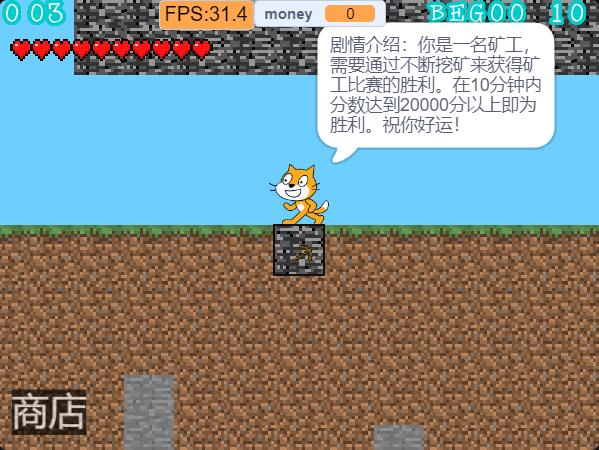 003
FPS:31.4
money 0
BEG00 10
剧情介绍：你是一名矿工，
需要通过不断挖矿来获得矿
工比赛的胜利。在10分钟内
分数达到20000分以上即为
胜利。祝你好运！
商店